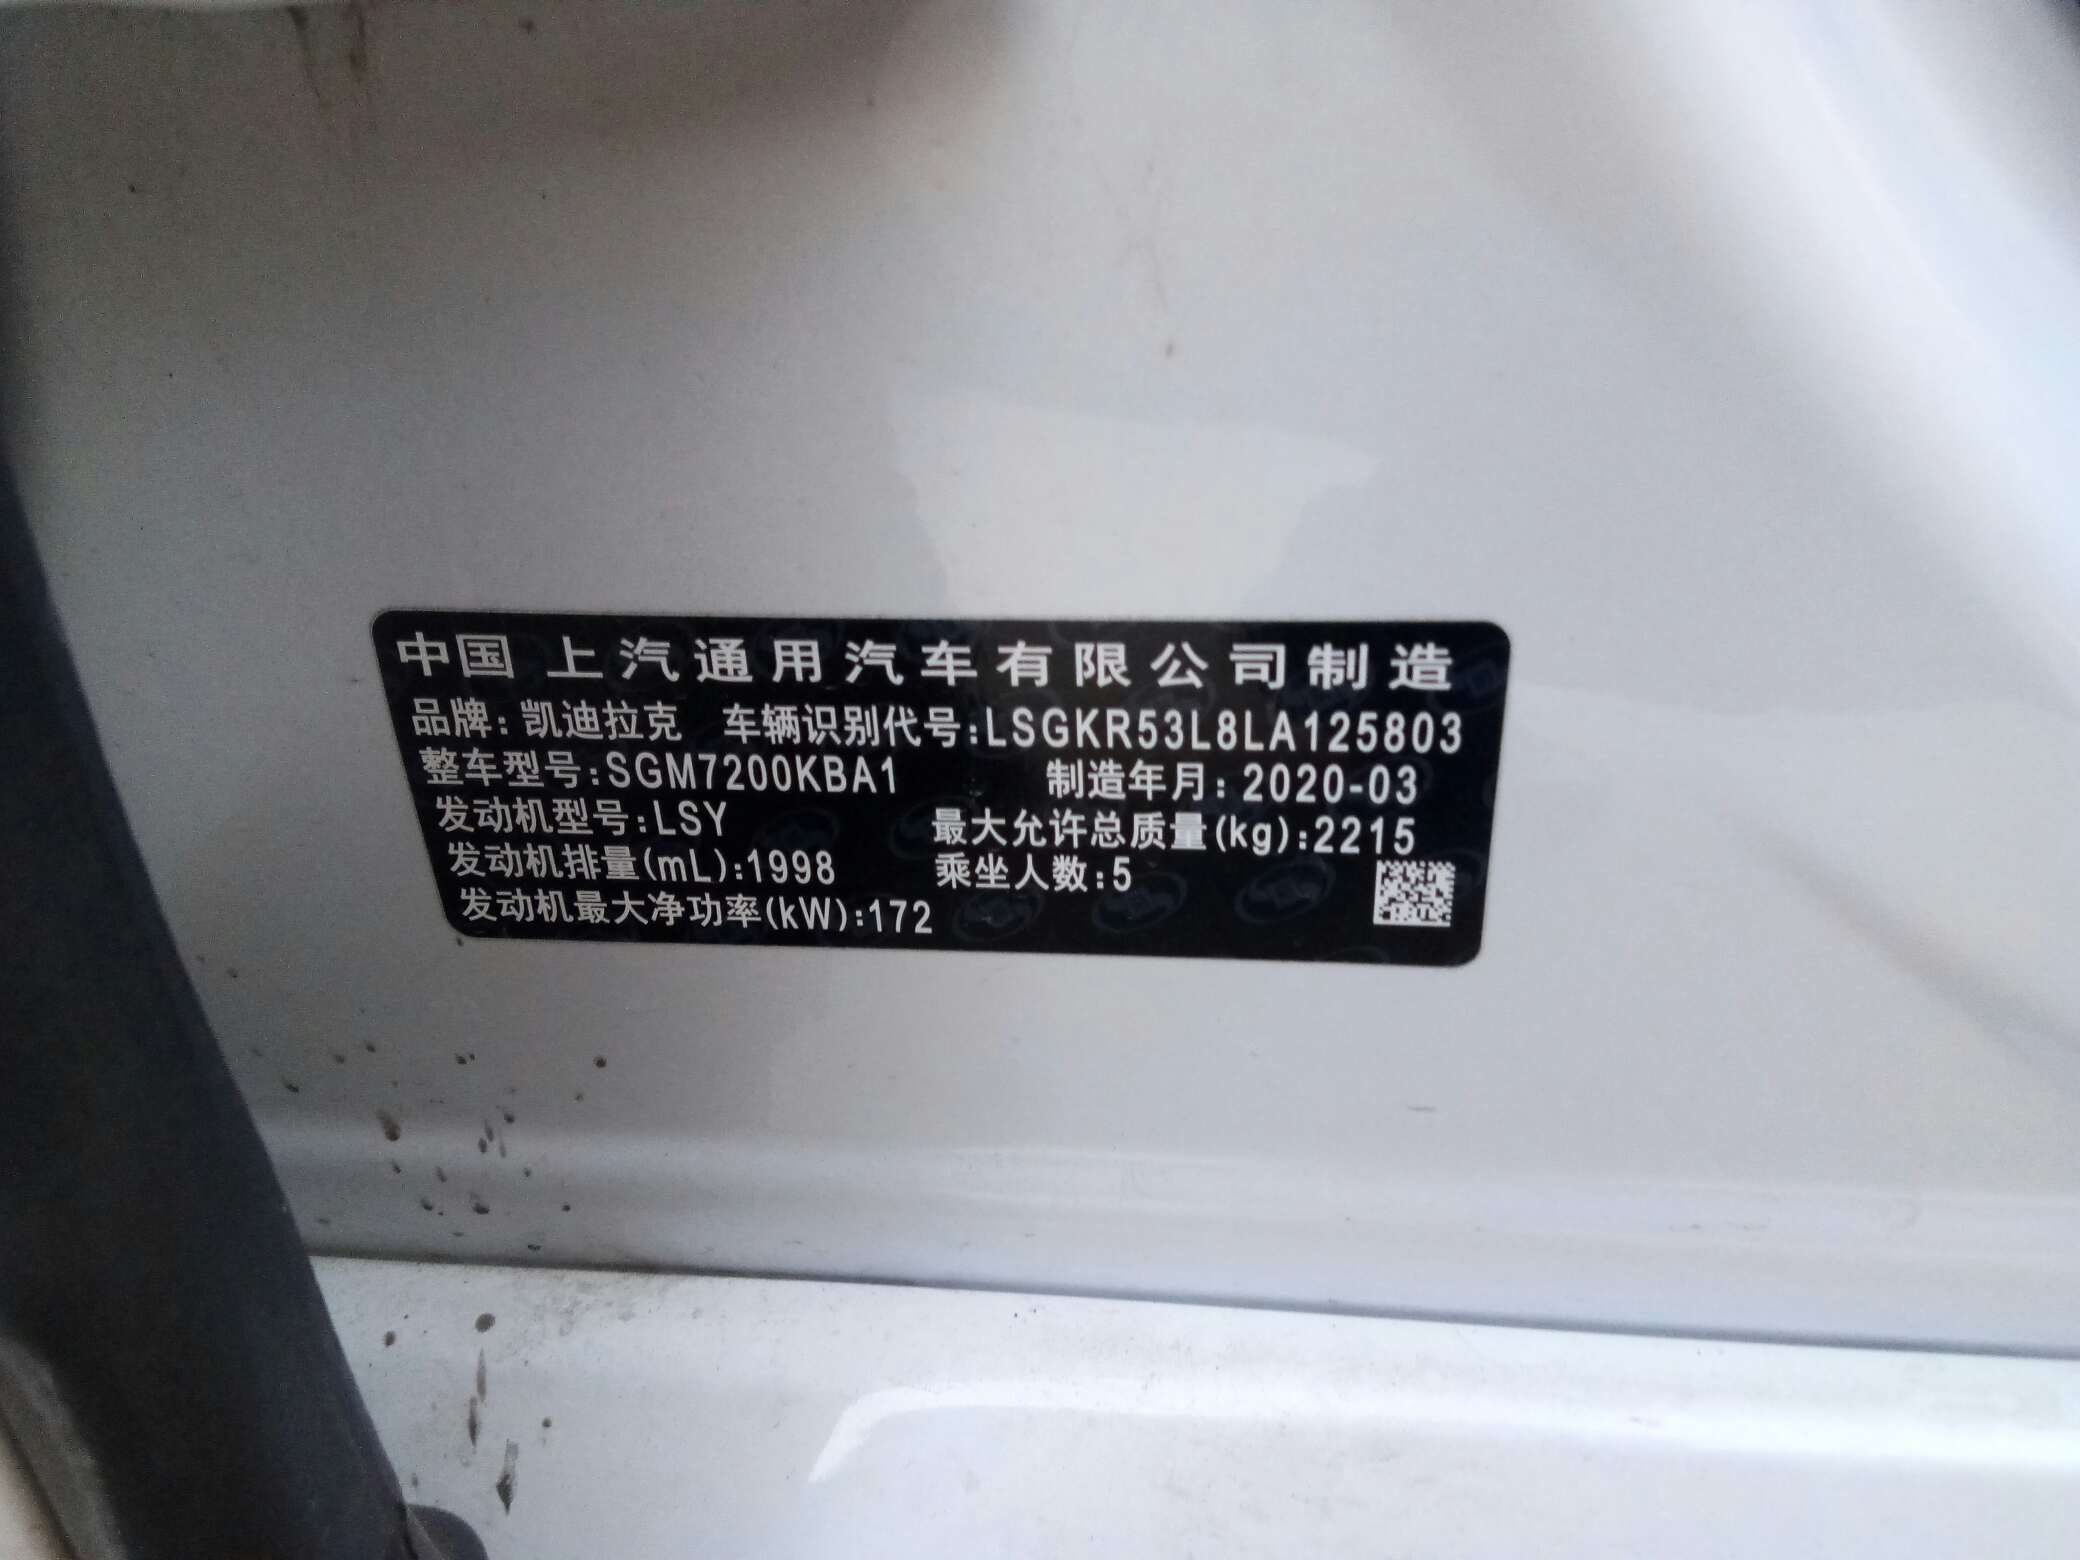 中国 上汽通用汽车有限公司制造
品牌: 凯迪拉克 车辆识别代号:LSGKR53L8LA125803
整车型号:SGM7200KBA1 制造年月: 2020-03
发动机型号:LSY 最大允许总质量(kg):2215
发动机排量(mL):1998 乘坐人数:5
发动机最大净功率(kW):172